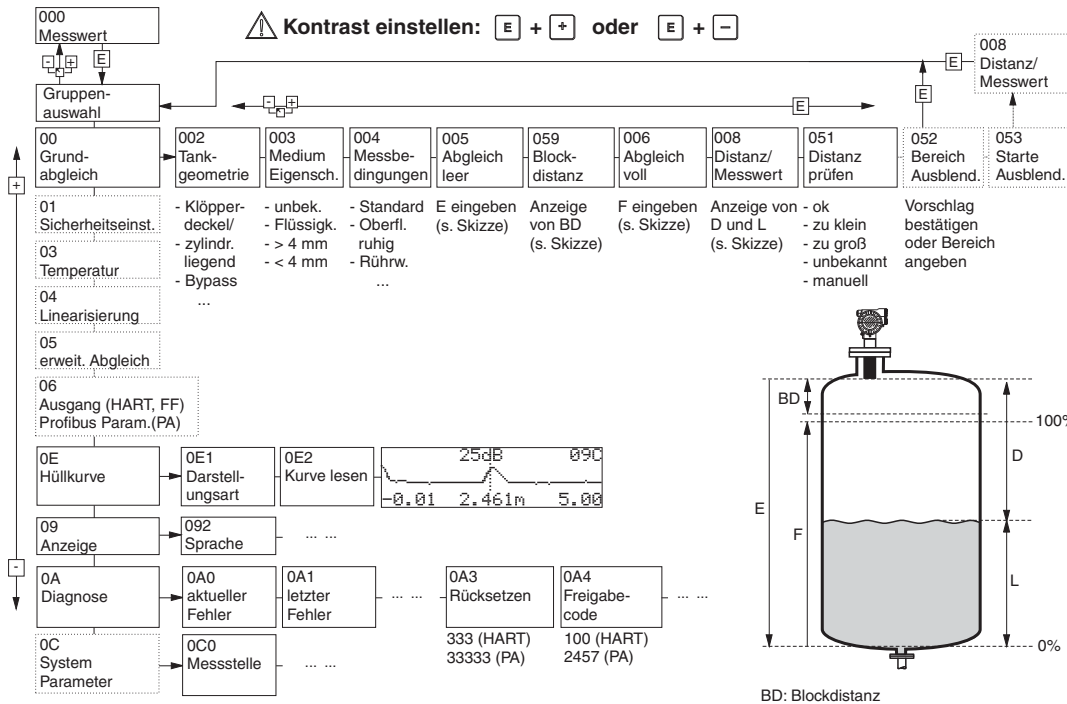 000
Messwert
Kontrast einstellen: E + + oder E + -
008
Distanz/
Messwert
- +
E
E
E
Gruppen-
auswahl
- +
E
+
-
00
Grund-
abgleich
002
Tank-
geometrie
003
Medium
Eigensch.
004
Messbe-
dingungen
005
Abgleich
leer
059
Block-
distanz
006
Abgleich
voll
008
Distanz/
Messwert
051
Distanz
prüfen
052
Bereich
Ausblend.
053
Starte
Ausblend.
- Klöpper-
deckel/
- zylindr.
liegend
- Bypass
...
- unbek.
- Flüssigk.
- > 4 mm
- < 4 mm
- Standard
- Oberfl.
ruhig
- Rührw.
...
E eingeben
(s. Skizze)
Anzeige
von BD
(s. Skizze)
F eingeben
(s. Skizze)
Anzeige von
D und L
(s. Skizze)
- ok
- zu klein
- zu groß
- unbekannt
- manuell
Vorschlag
bestätigen
oder Bereich
angeben
01
Sicherheitseinst.
03
Temperatur
04
Linearisierung
05
erweit. Abgleich
06
Ausgang (HART, FF)
Profibus Param.(PA)
0E
Hüllkurve
0E1
Darstell-
ungsart
0E2
Kurve lesen
25dB 09C
-0.01 2.461m 5.00
09
Anzeige
092
Sprache
... ...
0A
Diagnose
0A0
aktueller
Fehler
0A1
letzter
Fehler
... ...
0A3
Rücksetzen
333 (HART)
33333 (PA)
0A4
Freigabe-
code
100 (HART)
2457 (PA)
... ...
0C
System
Parameter
0C0
Messstelle
... ...
BD
100%
D
E
F
L
0%
BD: Blockdistanz